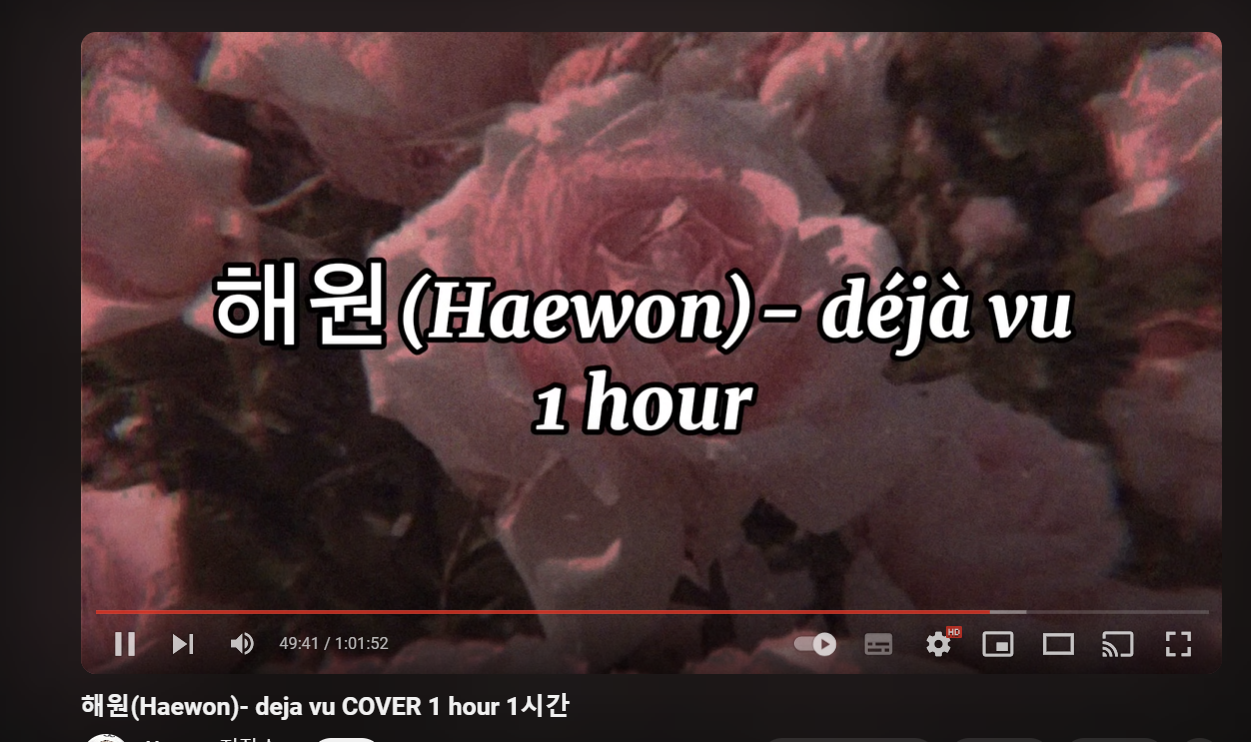 해원(Haewon)– déjà vu
1 hour
49:41 / 1:01:52
HD
해원(Haewon)- deja vu COVER 1 hour 1시간